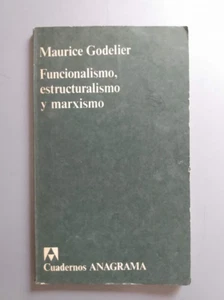 Maurice Godelier
Funcionalismo,
estructuralismo
y marxismo
Cuadernos ANAGRAMA